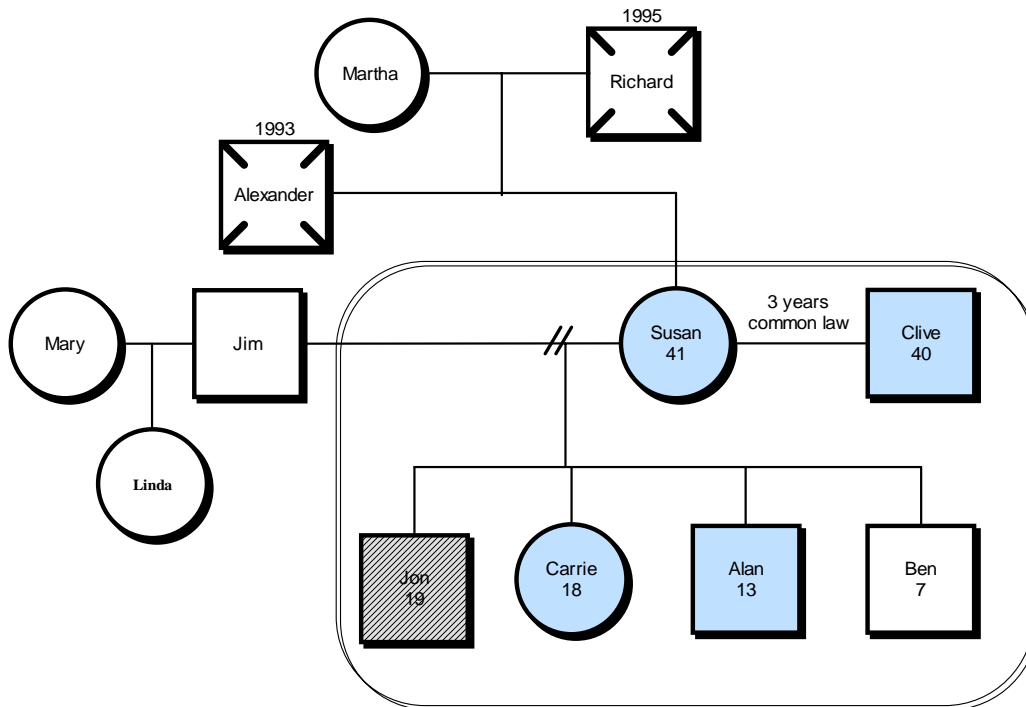 1995
Martha
Richard
1993
Alexander
Mary
Jim
3 years
common law
Susan
41
Clive
40
Linda
Jon
19
Carrie
18
Alan
13
Ben
7